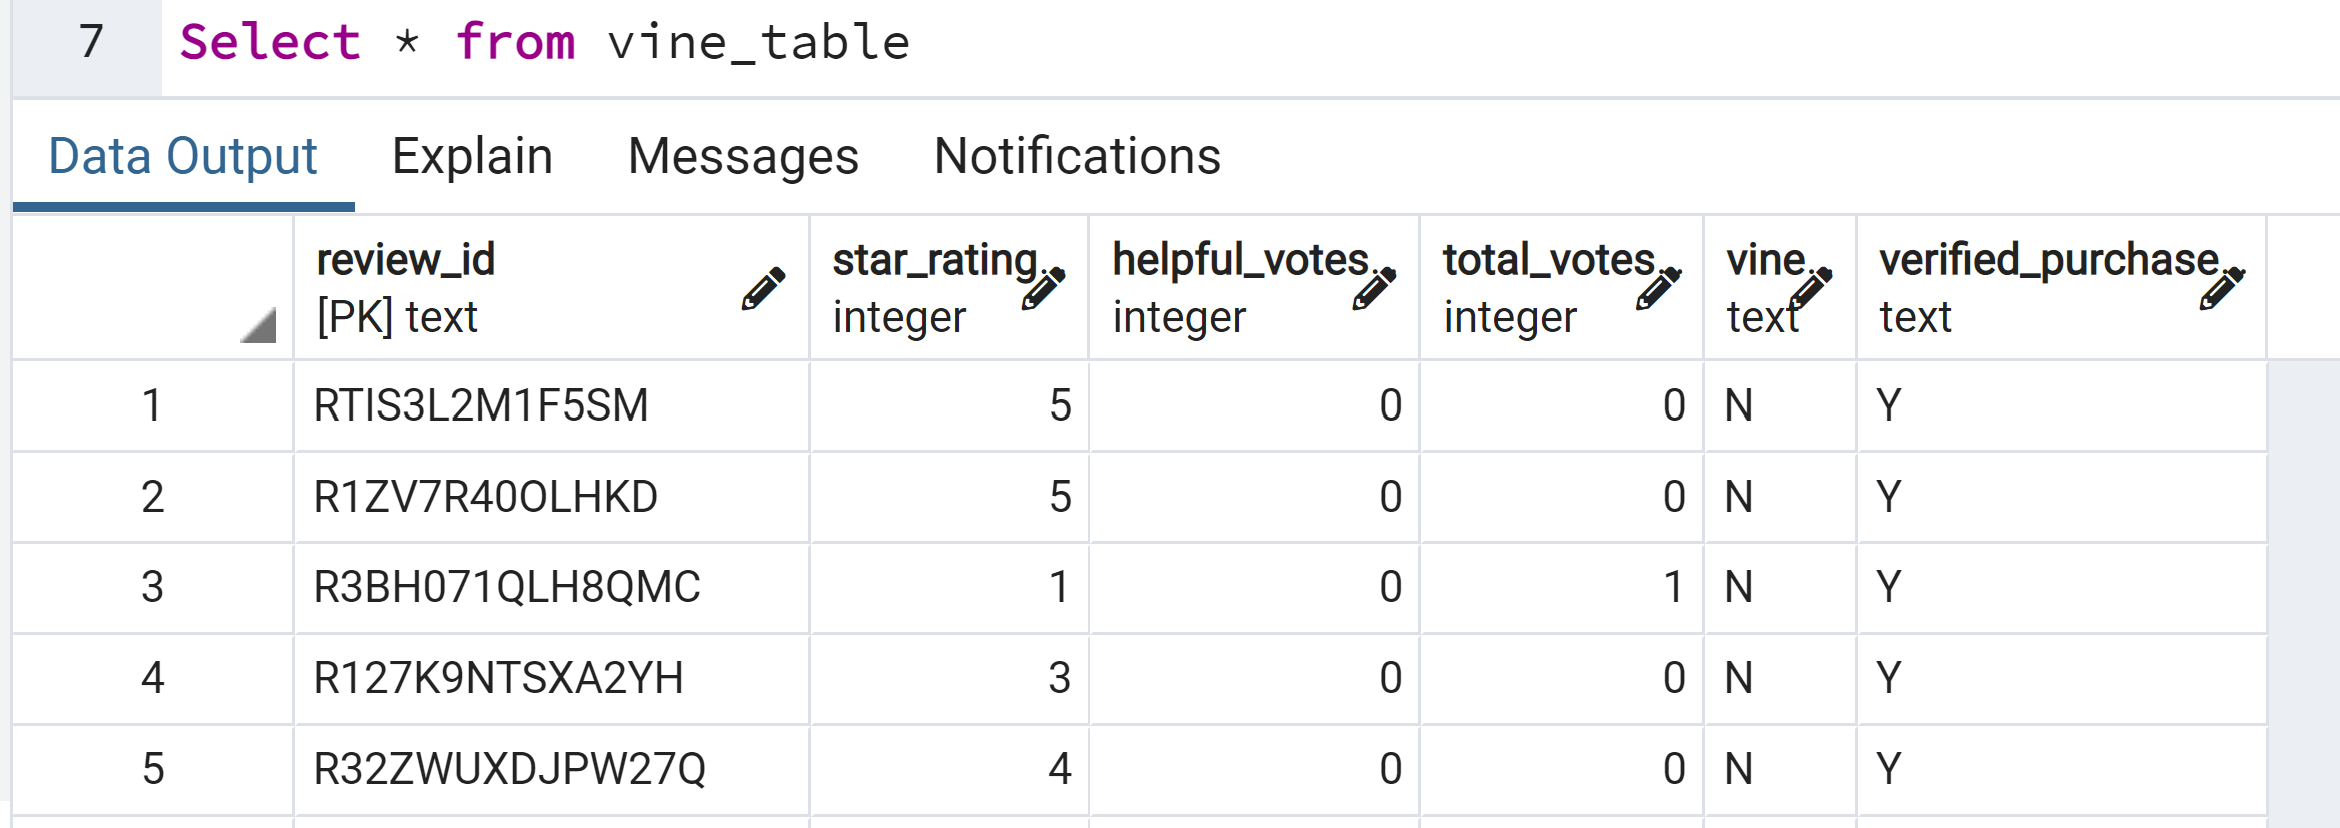 7 Select * from vine_table
Data Output Explain Messages Notifications
review_id star_rating helpful_votes total_votes vine verified_purchase
[PK] text integer integer integer text text
1 RTIS3L2M1F5SM 5 0 0 N Y
2 R1ZV7R40OLHKD 5 0 0 N Y
3 R3BH071QLH8QMC 1 0 1 N Y
4 R127K9NTSXA2YH 3 0 0 N Y
5 R32ZWUXDJPW27Q 4 0 0 N Y